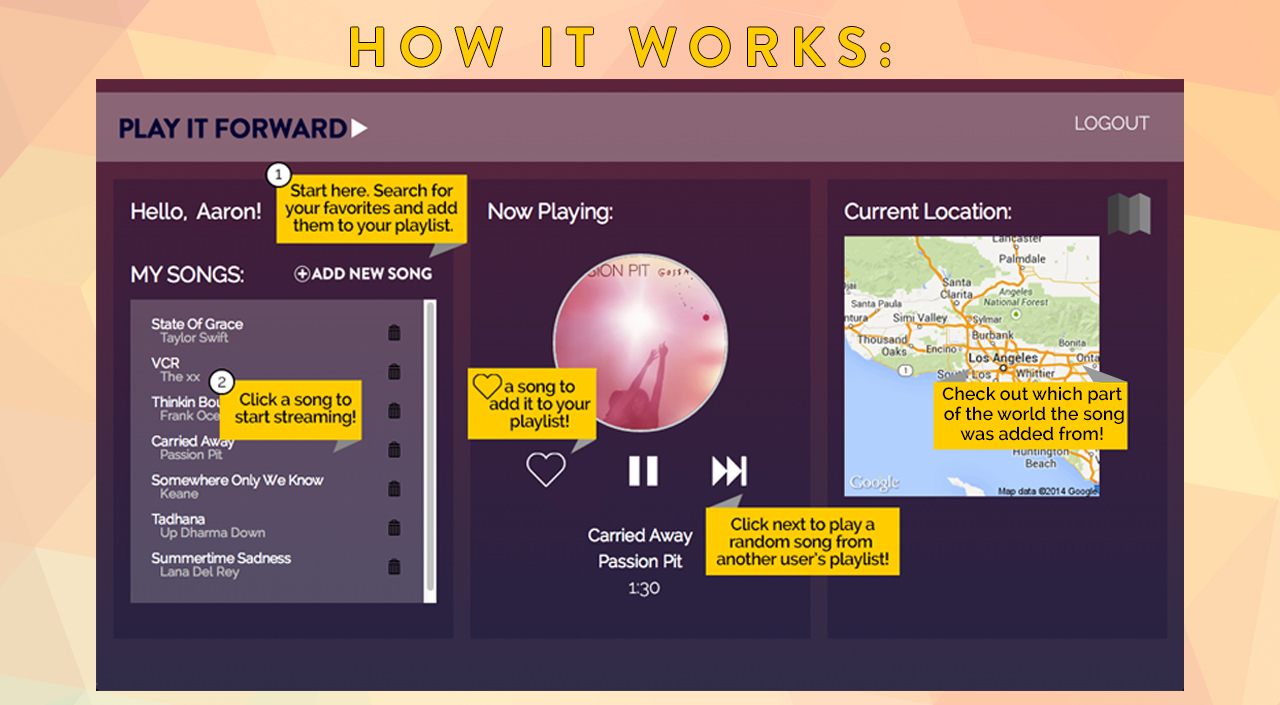 HOW IT WORKS:
PLAY IT FORWARD
LOGOUT
1
Start here. Search for
your favorites and add
them to your playlist.
Hello, Aaron!
MY SONGS:
ADD NEW SONG
State Of Grace
Taylor Swift
VCR
The xx
2
Click a song to
start streaming!
Thinkin Bou
Frank Oce
Carried Away
Passion Pit
Somewhere Only We Know
Keane
Tadhana
Up Dharma Down
Summertime Sadness
Lana Del Rey
Now Playing:
SION PIT
a song to
add it to your
playlist!
Carried Away
Passion Pit
1:30
Click next to play a
random song from
another user's playlist!
Current Location:
Lancaster
Palmdale
Santa
Clarita
Angeles
National Forest
Santa Paula
ntura
Simi Valley
Sylmar
Thousand
Oaks
Burbank
Encino
Bonita
Los Angeles
Onta
1
Whittier
Check out which part
of the world the song
was added from!
Huntington
Beach
Google
Map data ©2014 Google